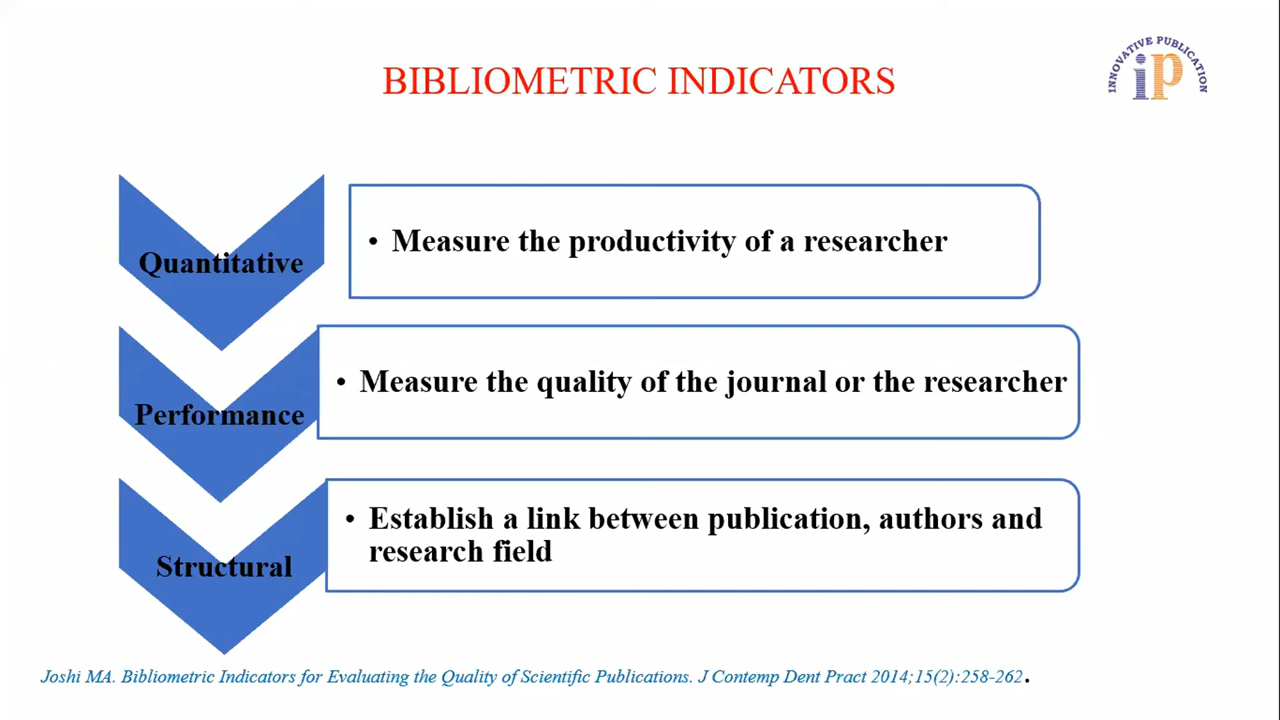 BIBLIOMETRIC INDICATORS
INNOVATIVE PUBLICATION
iP
Quantitative
• Measure the productivity of a researcher
Performance
• Measure the quality of the journal or the researcher
Structural
• Establish a link between publication, authors and
research field
Joshi MA. Bibliometric Indicators for Evaluating the Quality of Scientific Publications. J Contemp Dent Pract 2014;15(2):258-262.